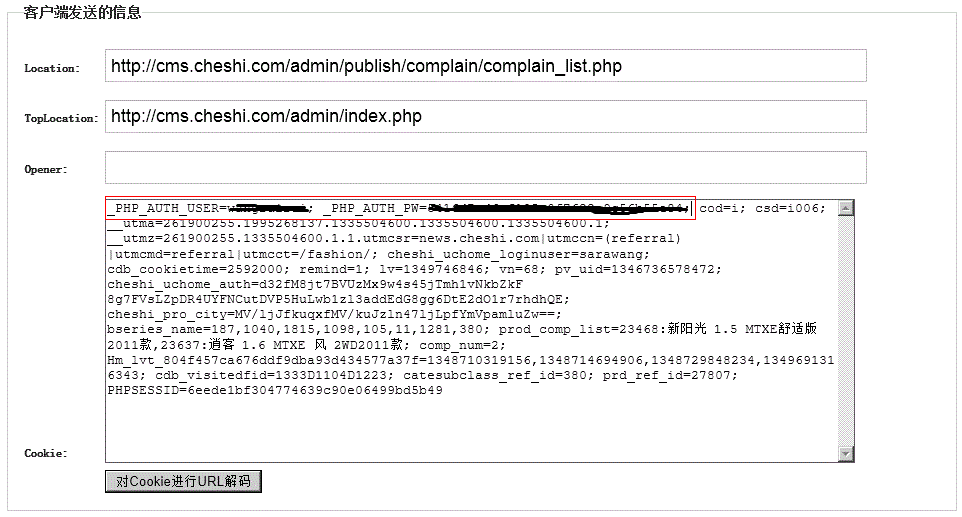 客户端发送的信息
Location: http://cms.cheshi.com/admin/publish/complain/complain_list.php
TopLocation: http://cms.cheshi.com/admin/index.php
Opener:
_PHP_AUTH_USER= ; _PHP_AUTH_PW= cod=i; csd=i006;
__utma=261900255.1995268137.1335504600.1335504600.1335504600.1;
__utmz=261900255.1335504600.1.1.utmcsr=news.cheshi.com|utmccn=(referral)
|utmcmd=referral|utmcct=/fashion/; cheshi_uchome_loginuser=sarawang;
cdb_cookietime=2592000; remind=1; lv=1349746846; vn=68; pv_uid=1346736578472;
cheshi_uchome_auth=d32fM8jt7BVUzMx9w4s45jTmh1vNkbZkF
8g7FVsLZpDR4UYFNCutDVP5HuLwb1zl3addEdG8gg6DtE2dO1r7rhdhQE;
cheshi_pro_city=MV/ljJfkuqxfMV/kuJzln47ljLpfYmVpamluZw==;
bseries_name=187,1040,1815,1098,105,11,1281,380; prod_comp_list=23468:新阳光 1.5 MTXE舒适版
2011款,23637:逍客 1.6 MTXE 风 2WD2011款; comp_num=2;
Hm_lvt_804f457ca676ddf9dba93d434577a37f=1348710319156,1348714694906,1348729848234,134969131
6343; cdb_visitedfid=1333D1104D1223; catesubclass_ref_id=380; prd_ref_id=27807;
PHPSESSID=6eede1bf304774639c90e06499bd5b49
Cookie:
对Cookie进行URL解码